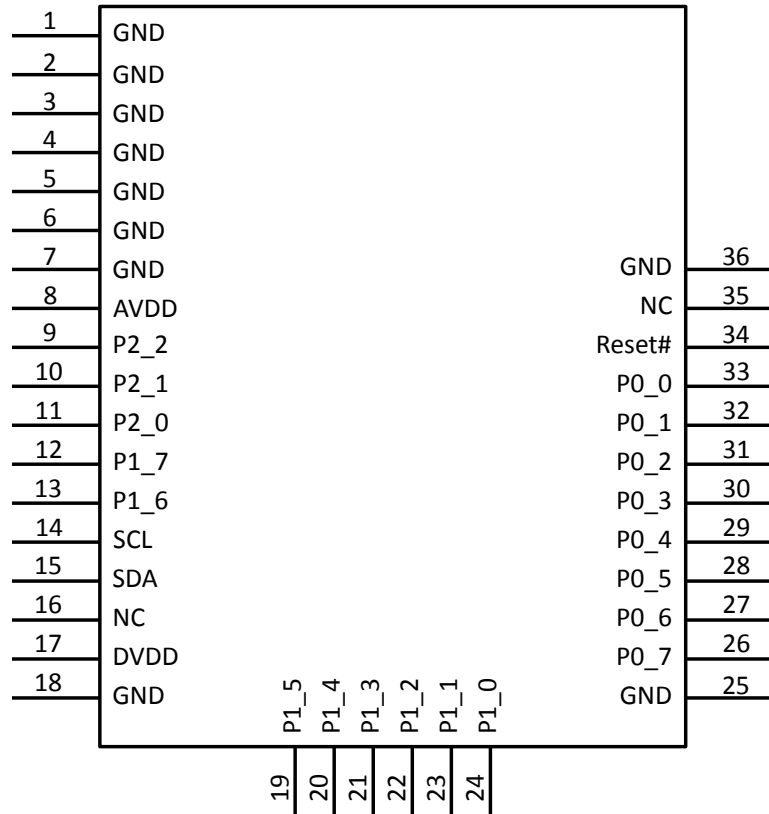 1 GND
2 GND
3 GND
4 GND
5 GND
6 GND
7 GND GND 36
8 AVDD NC 35
9 P2_2 Reset# 34
10 P2_1 P0_0 33
11 P2_0 P0_1 32
12 P1_7 P0_2 31
13 P1_6 P0_3 30
14 SCL P0_4 29
15 SDA P0_5 28
16 NC P0_6 27
17 DVDD P0_7 26
18 GND GND 25
P1_5 P1_4 P1_3 P1_2 P1_1 P1_0
19 20 21 22 23 24